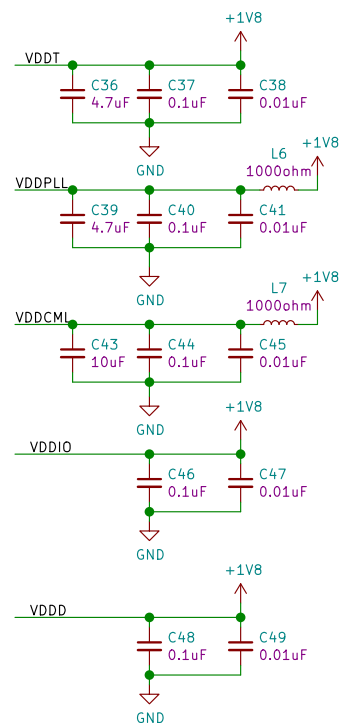 +1V8
VDDT
C36 C37 C38
4.7uF 0.1uF 0.01uF
GND
+1V8
L6
1000ohm
VDDPLL
C39 C40 C41
4.7uF 0.1uF 0.01uF
GND
+1V8
L7
1000ohm
VDDCML
C43 C44 C45
10uF 0.1uF 0.01uF
GND
+1V8
VDDIO
C46 C47
0.1uF 0.01uF
GND
+1V8
VDDD
C48 C49
0.1uF 0.01uF
GND